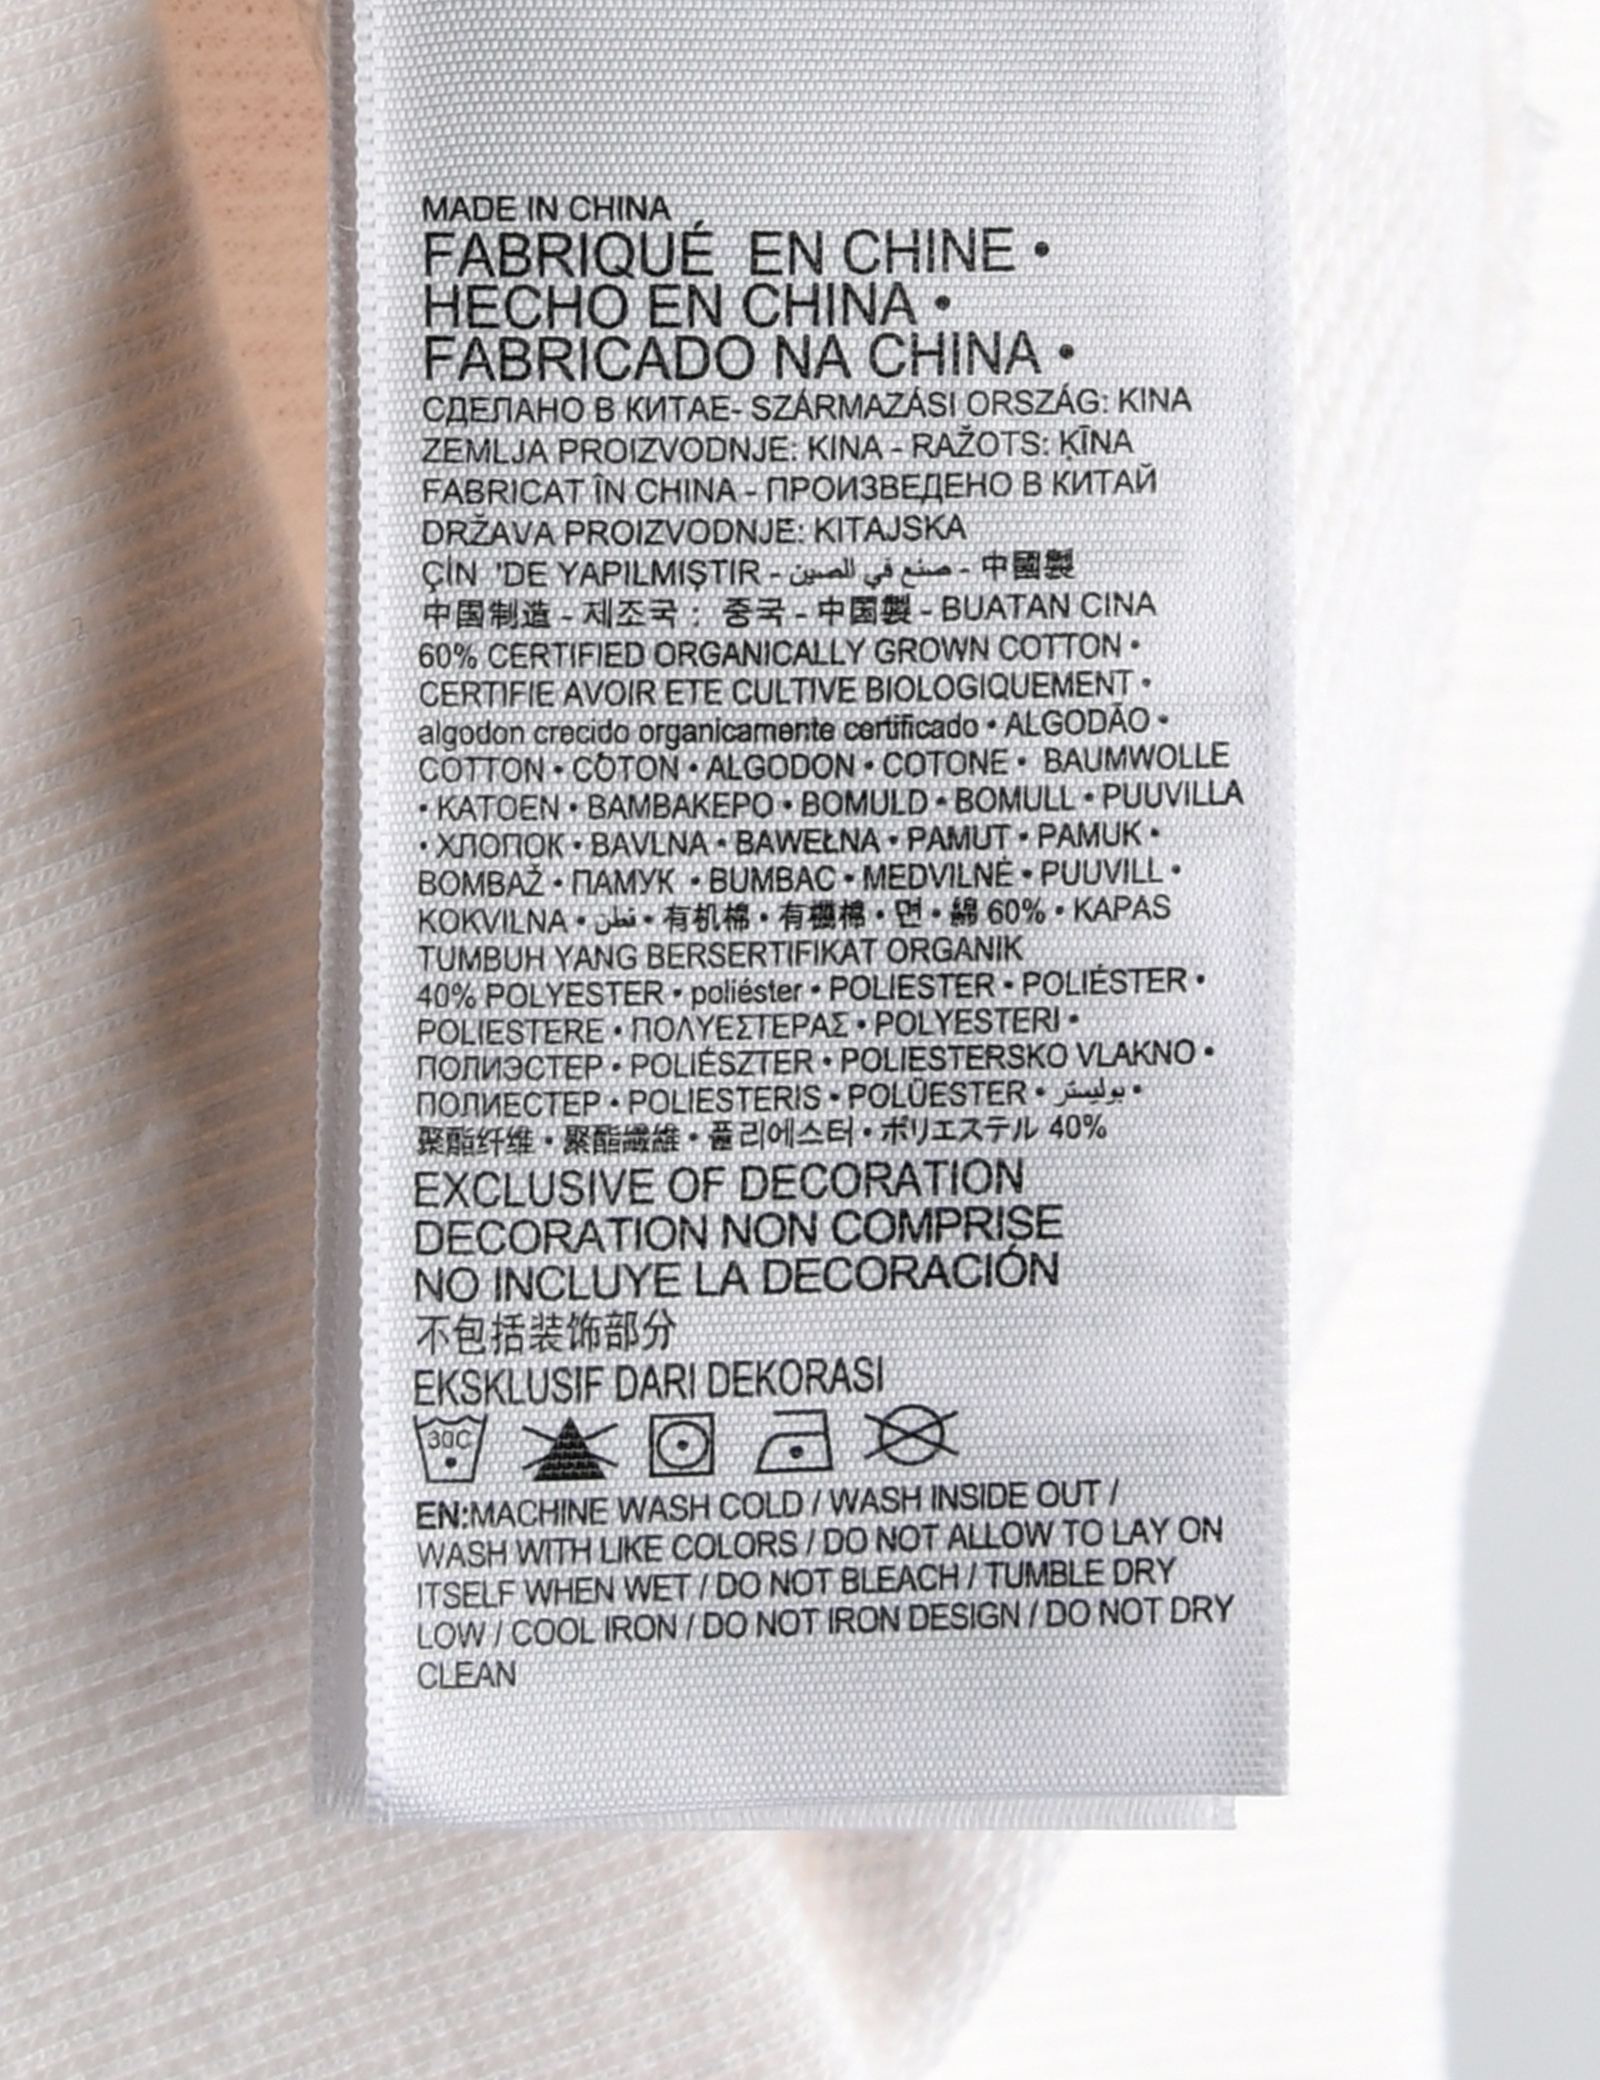 MADE IN CHINA
FABRIQUÉ EN CHINE •
HECHO EN CHINA •
FABRICADO NA CHINA •
СДЕЛАНО В КИТАЕ- SZÁRMAZÁSI ORSZÁG: KINA
ZEMLJA PROIZVODNJE: KINA - RAŽOTS: ĶĪNA
FABRICAT ÎN CHINA - ПРОИЗВЕДЕНО В КИТАЙ
DRŽAVA PROIZVODNJE: KITAJSKA
ÇİN 'DE YAPILMIŞTIR - صنع في الصين - 中國製
中国制造 - 제조국 : 중국 - 中国製 - BUATAN CINA
60% CERTIFIED ORGANICALLY GROWN COTTON •
CERTIFIE AVOIR ETE CULTIVE BIOLOGIQUEMENT •
algodon crecido organicamente certificado • ALGODÃO •
COTTON • COTON • ALGODON • COTONE • BAUMWOLLE
• KATOEN • BAMBAKEPO • BOMULD • BOMULL • PUUVILLA
• ХЛОПОК • BAVLNA • BAWEŁNA • PAMUT • PAMUK •
BOMBAŽ • ПАМУК • BUMBAC • MEDVILNĖ • PUUVILL •
KOKVILNA • قطن • 有机棉 • 有機棉 • 면 • 綿 60% • KAPAS
TUMBUH YANG BERSERTIFIKAT ORGANIK
40% POLYESTER • poliéster • POLIESTER • POLIÉSTER •
POLIESTERE • ΠΟΛΥΕΣΤΕΡΑΣ • POLYESTERI •
ПОЛИЭСТЕР • POLIÉSZTER • POLIESTERSKO VLAKNO •
ПОЛИЕСТЕР • POLIESTERIS • POLÜESTER • بوليستر •
聚酯纤维 • 聚酯纖維 • 폴리에스터 • ポリエステル 40%
EXCLUSIVE OF DECORATION
DECORATION NON COMPRISE
NO INCLUYE LA DECORACIÓN
不包括装饰部分
EKSKLUSIF DARI DEKORASI
30C
EN:MACHINE WASH COLD / WASH INSIDE OUT /
WASH WITH LIKE COLORS / DO NOT ALLOW TO LAY ON
ITSELF WHEN WET / DO NOT BLEACH / TUMBLE DRY
LOW / COOL IRON / DO NOT IRON DESIGN / DO NOT DRY
CLEAN